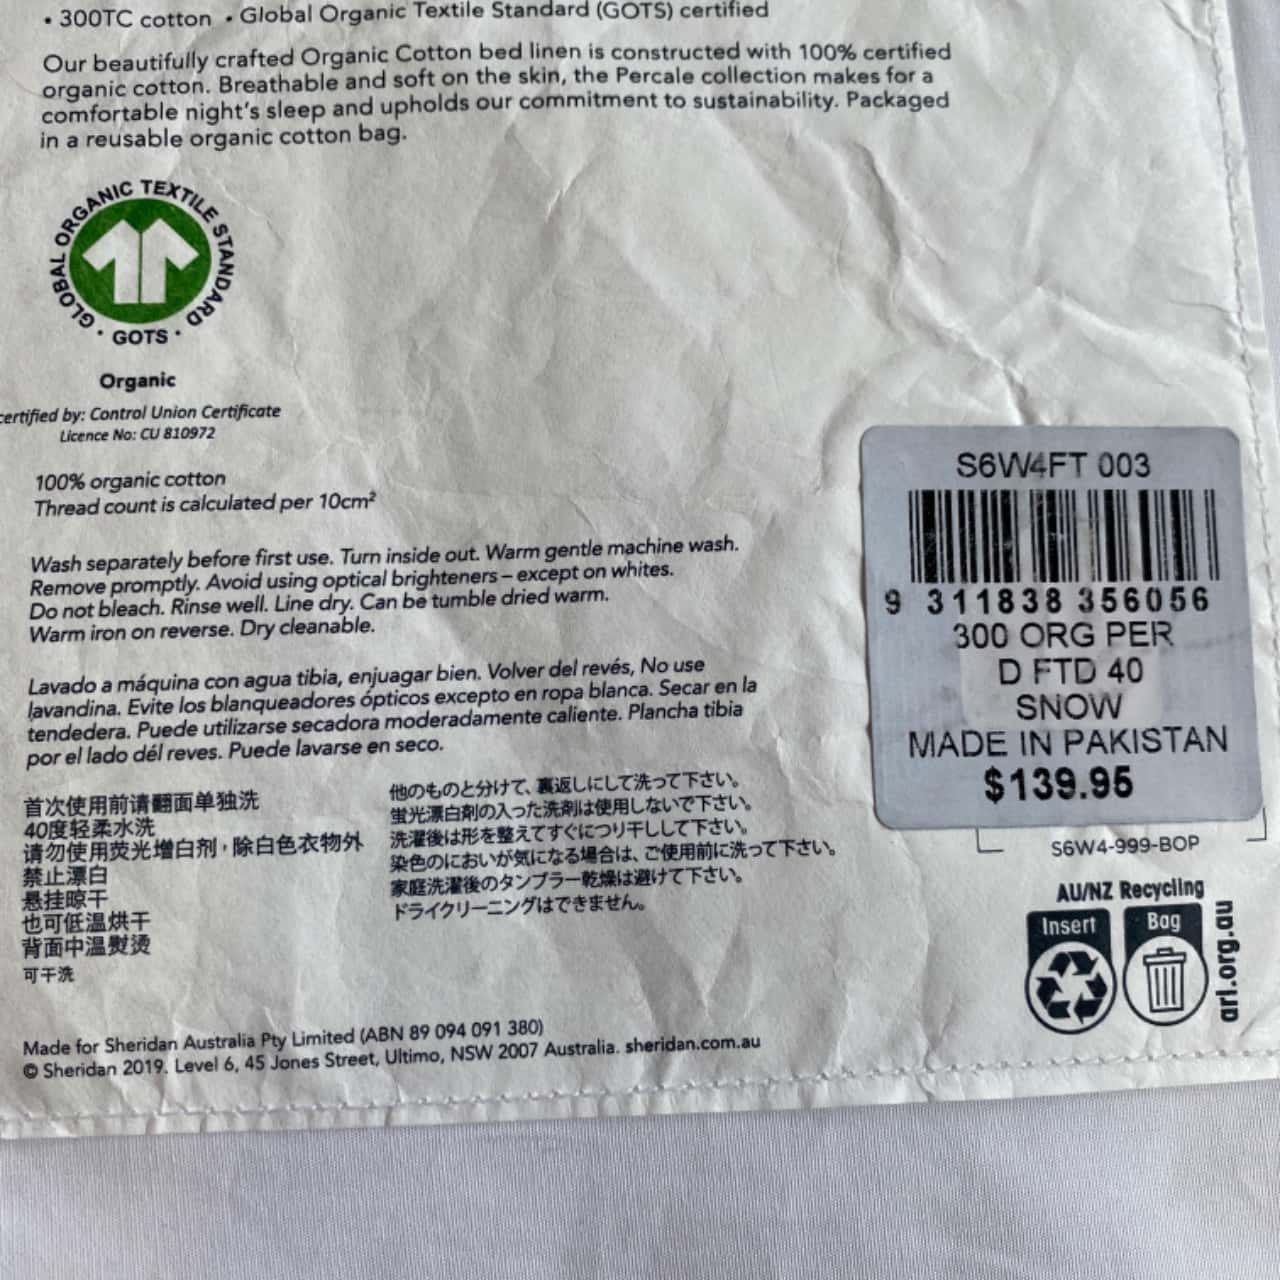 • 300TC cotton • Global Organic Textile Standard (GOTS) certified
Our beautifully crafted Organic Cotton bed linen is constructed with 100% certified
organic cotton. Breathable and soft on the skin, the Percale collection makes for a
comfortable night's sleep and upholds our commitment to sustainability. Packaged
in a reusable organic cotton bag.
GLOBAL ORGANIC TEXTILE STANDARD
• GOTS •
Organic
certified by: Control Union Certificate
Licence No: CU 810972
100% organic cotton
Thread count is calculated per 10cm²
Wash separately before first use. Turn inside out. Warm gentle machine wash.
Remove promptly. Avoid using optical brighteners – except on whites.
Do not bleach. Rinse well. Line dry. Can be tumble dried warm.
Warm iron on reverse. Dry cleanable.
Lavado a máquina con agua tibia, enjuagar bien. Volver del revés, No use
lavandina. Evite los blanqueadores ópticos excepto en ropa blanca. Secar en la
tendedera. Puede utilizarse secadora moderadamente caliente. Plancha tibia
por el lado dél reves. Puede lavarse en seco.
首次使用前请翻面单独洗
40度轻柔水洗
请勿使用荧光增白剂，除白色衣物外
禁止漂白
悬挂晾干
也可低温烘干
背面中温熨烫
可干洗
他のものと分けて、裏返しにして洗って下さい。
蛍光漂白剤の入った洗剤は使用しないで下さい。
洗濯後は形を整えてすぐにつり干しして下さい。
染色のにおいが気になる場合は、ご使用前に洗って下さい。
家庭洗濯後のタンブラー乾燥は避けて下さい。
ドライクリーニングはできません。
Made for Sheridan Australia Pty Limited (ABN 89 094 091 380)
© Sheridan 2019. Level 6, 45 Jones Street, Ultimo, NSW 2007 Australia. sheridan.com.au
S6W4FT 003
9 311838 356056
300 ORG PER
D FTD 40
SNOW
MADE IN PAKISTAN
$139.95
S6W4-999-BOP
AU/NZ Recycling
Insert
Bag
arl.org.au